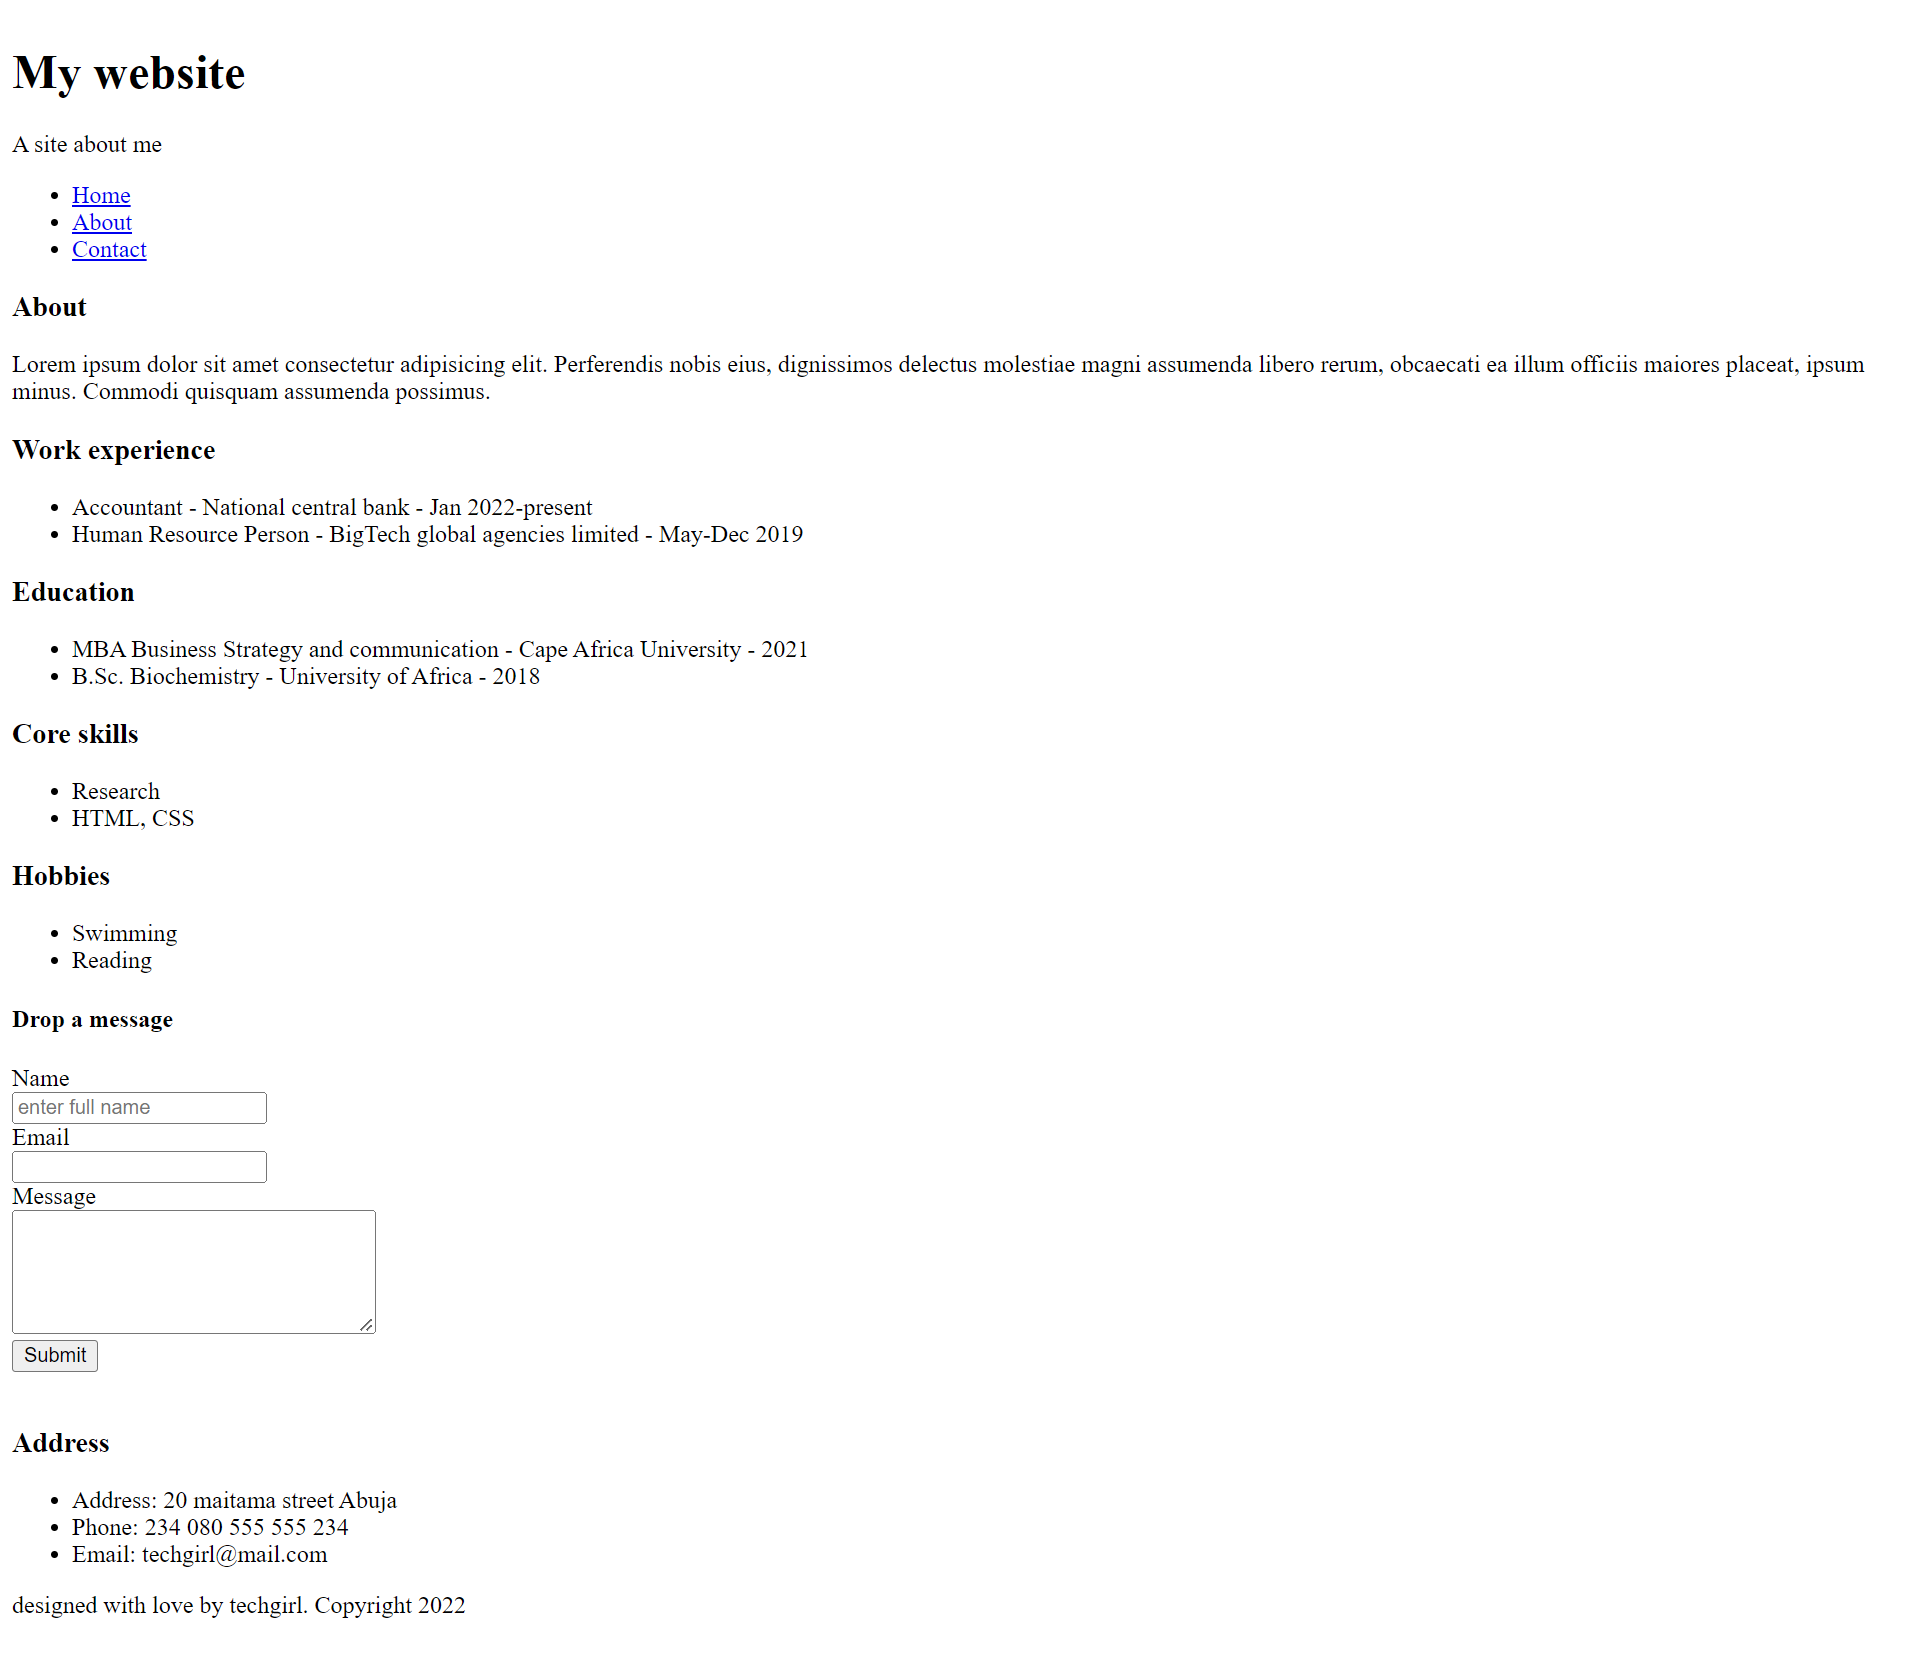 My website
A site about me
Home
About
Contact
About
Lorem ipsum dolor sit amet consectetur adipisicing elit. Perferendis nobis eius, dignissimos delectus molestiae magni assumenda libero rerum, obcaecati ea illum officiis maiores placeat, ipsum
minus. Commodi quisquam assumenda possimus.
Work experience
Accountant - National central bank - Jan 2022-present
Human Resource Person - BigTech global agencies limited - May-Dec 2019
Education
MBA Business Strategy and communication - Cape Africa University - 2021
B.Sc. Biochemistry - University of Africa - 2018
Core skills
Research
HTML, CSS
Hobbies
Swimming
Reading
Drop a message
Name
enter full name
Email
Message
Submit
Address
Address: 20 maitama street Abuja
Phone: 234 080 555 555 234
Email: techgirl@mail.com
designed with love by techgirl. Copyright 2022